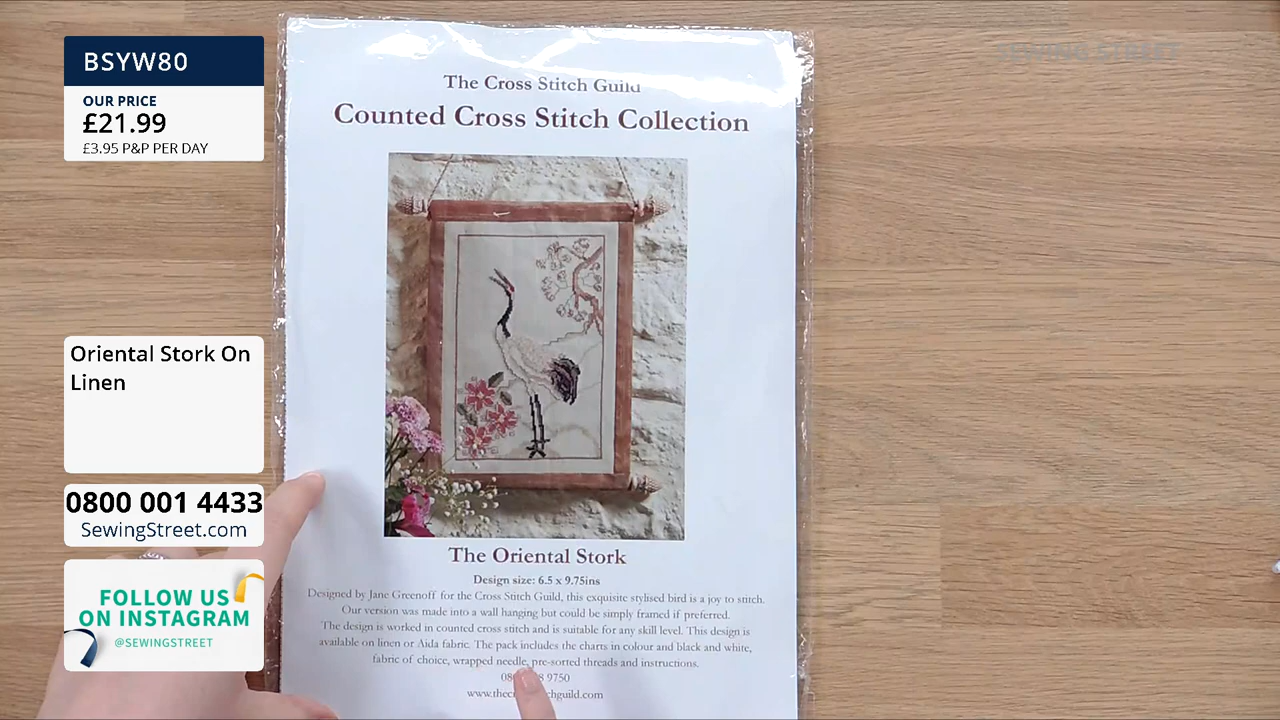 BSYW80
OUR PRICE
£21.99
£3.95 P&P PER DAY
Oriental Stork On
Linen
0800 001 4433
SewingStreet.com
FOLLOW US
ON INSTAGRAM
@SEWINGSTREET
SEWING STREET
The Cross Stitch Guild
Counted Cross Stitch Collection
The Oriental Stork
Design size: 6.5 x 9.75ins
Designed by Jane Greenoff for the Cross Stitch Guild, this exquisite stylised bird is a joy to stitch.
Our version was made into a wall hanging but could be simply framed if preferred.
The design is worked in counted cross stitch and is suitable for any skill level. This design is
available on linen or Aida fabric. The pack includes the charts in colour and black and white,
fabric of choice, wrapped needle, pre-sorted threads and instructions.
9750